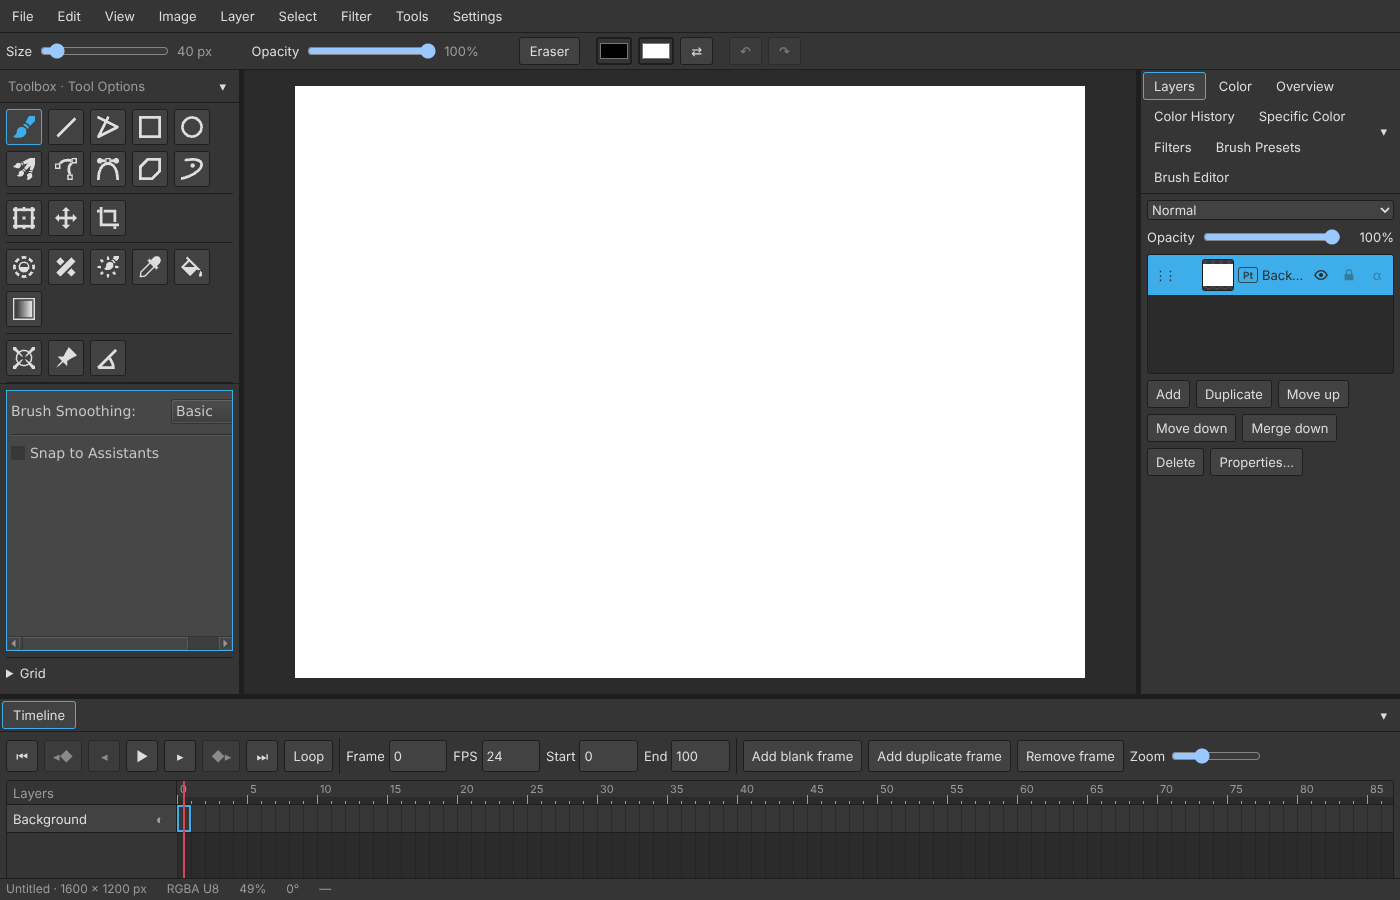 File Edit View Image Layer Select Filter Tools Settings
Size 40 px Opacity 100% Eraser
Toolbox · Tool Options
Brush Smoothing: Basic
Snap to Assistants
Grid
Layers Color Overview
Color History Specific Color
Filters Brush Presets
Brush Editor
Normal
Opacity 100%
Pt Back... α
Add Duplicate Move up
Move down Merge down
Delete Properties...
Timeline
Loop Frame 0 FPS 24 Start 0 End 100 Add blank frame Add duplicate frame Remove frame Zoom
Layers 0 5 10 15 20 25 30 35 40 45 50 55 60 65 70 75 80 85
Background
Untitled · 1600 × 1200 px RGBA U8 49% 0° —